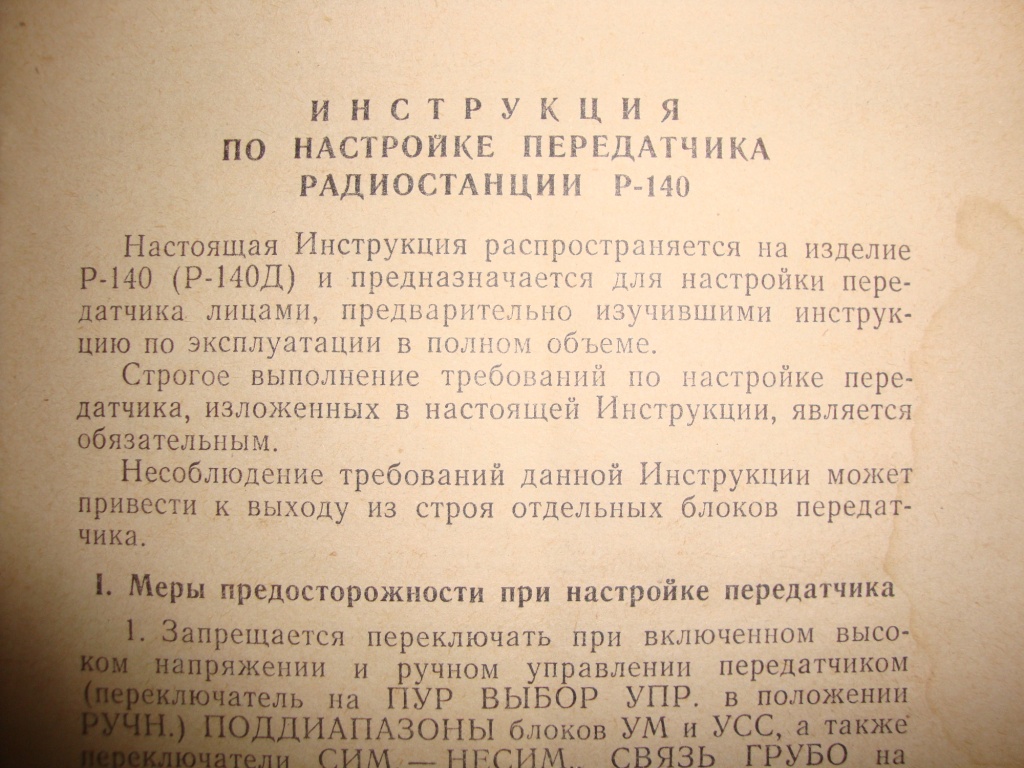 ИНСТРУКЦИЯ
ПО НАСТРОЙКЕ ПЕРЕДАТЧИКА
РАДИОСТАНЦИИ Р-140
Настоящая Инструкция распространяется на изделие
Р-140 (Р-140Д) и предназначается для настройки пере-
датчика лицами, предварительно изучившими инструк-
цию по эксплуатации в полном объеме.
Строгое выполнение требований по настройке пере-
датчика, изложенных в настоящей Инструкции, является
обязательным.
Несоблюдение требований данной Инструкции может
привести к выходу из строя отдельных блоков передат-
чика.
I. Меры предосторожности при настройке передатчика
1. Запрещается переключать при включенном высо-
ком напряжении и ручном управлении передатчиком
(переключатель на ПУР ВЫБОР УПР. в положении
РУЧН.) ПОДДИАПАЗОНЫ блоков УМ и УСС, а также
переключатели СИМ — НЕСИМ., СВЯЗЬ ГРУБО на